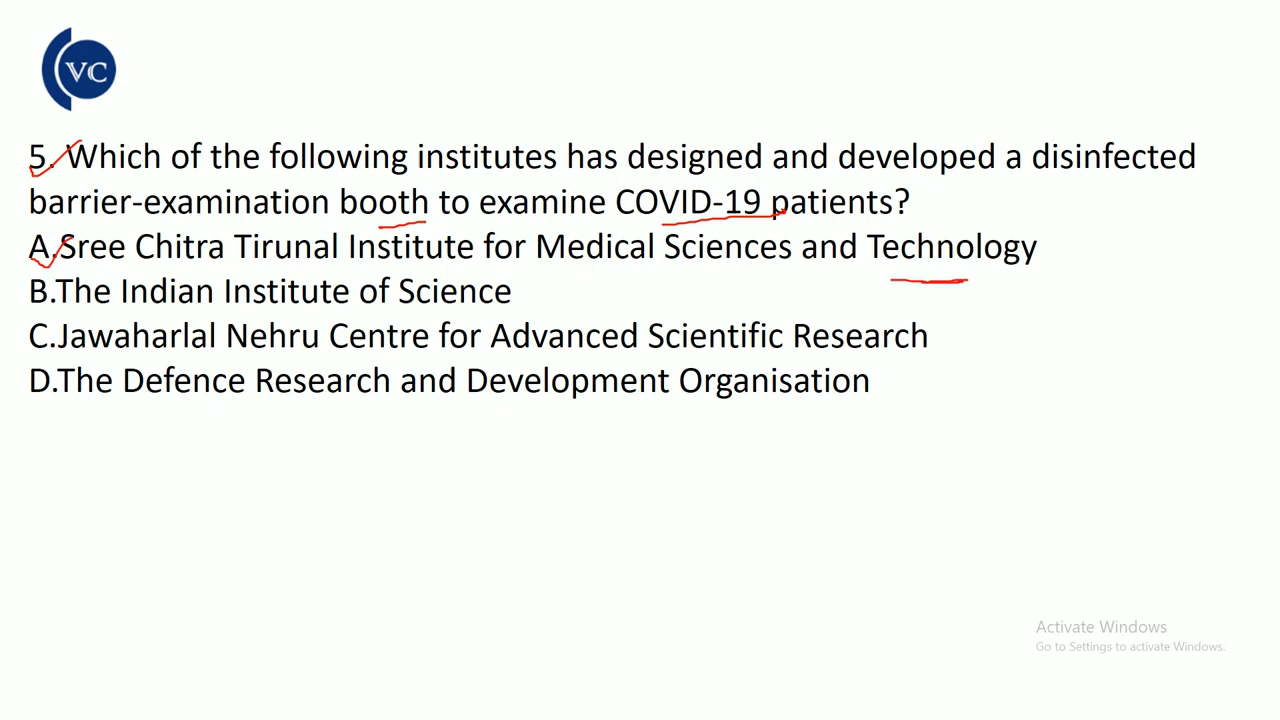 VC
5. Which of the following institutes has designed and developed a disinfected
barrier-examination booth to examine COVID-19 patients?
A.Sree Chitra Tirunal Institute for Medical Sciences and Technology
B.The Indian Institute of Science
C.Jawaharlal Nehru Centre for Advanced Scientific Research
D.The Defence Research and Development Organisation
Activate Windows
Go to Settings to activate Windows.